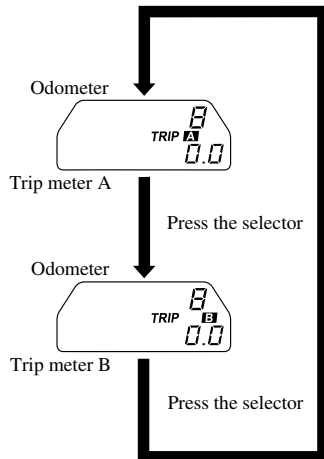 Odometer
8
TRIP A
0.0
Trip meter A
Press the selector
Odometer
8
TRIP B
0.0
Trip meter B
Press the selector